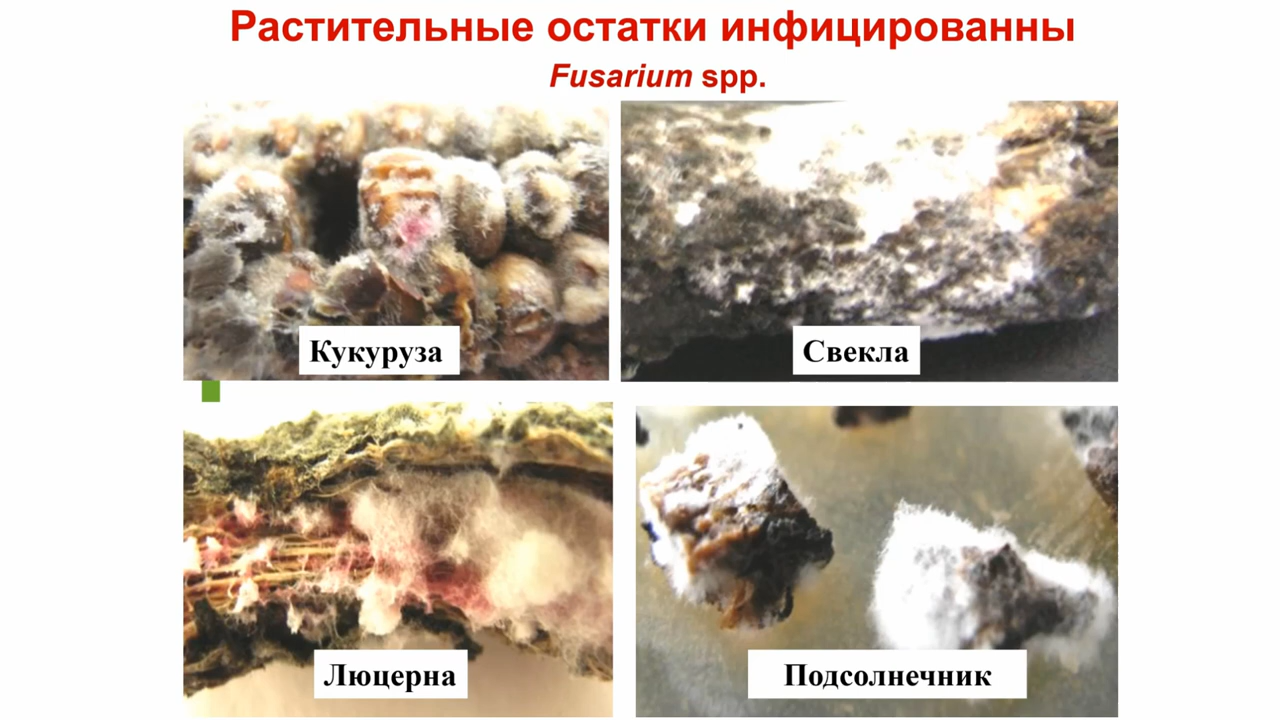 Растительные остатки инфицированны
Fusarium spp.
Кукуруза
Свекла
Люцерна
Подсолнечник